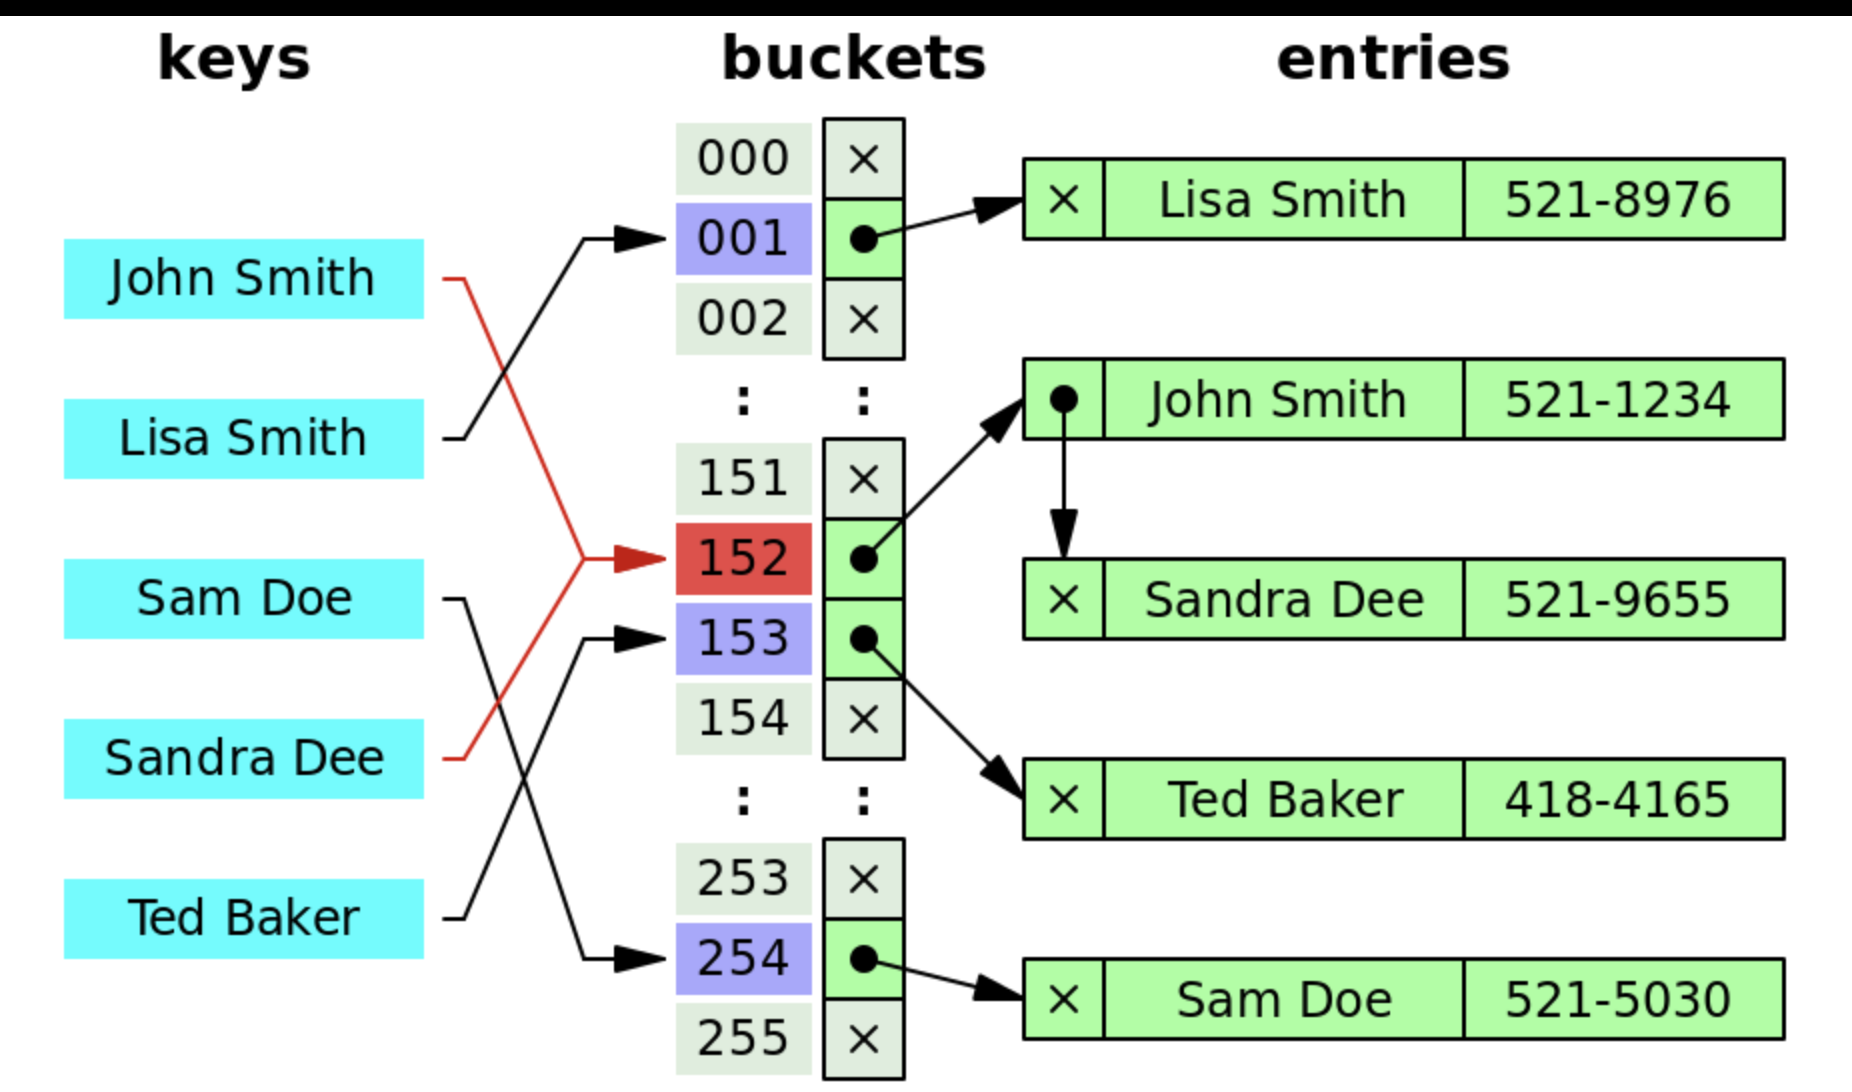 keys
buckets
entries
John Smith
Lisa Smith
Sam Doe
Sandra Dee
Ted Baker
000 ×
001
002 ×
: :
151 ×
152
153
154 ×
: :
253 ×
254
255 ×
× Lisa Smith 521-8976
John Smith 521-1234
× Sandra Dee 521-9655
× Ted Baker 418-4165
× Sam Doe 521-5030